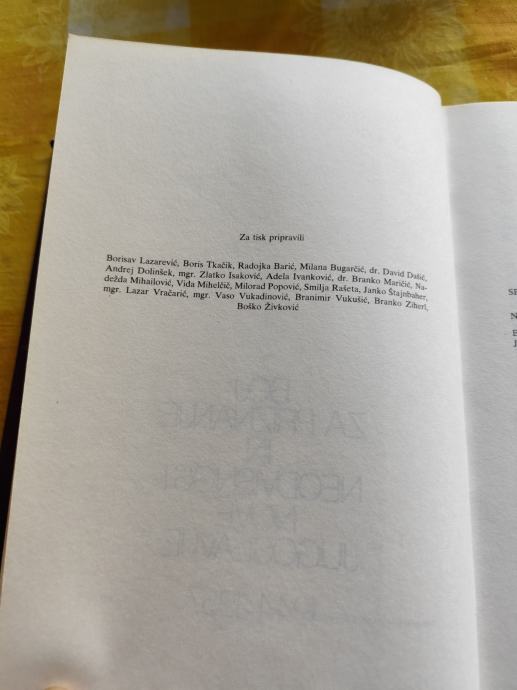 Za tisk pripravili
Borisav Lazarević, Boris Tkačik, Radojka Barić, Milana Bugarčić, dr. David Dašić,
Andrej Dolinšek, mgr. Zlatko Isaković, Adela Ivanković, dr. Branko Maričić, Na-
dežda Mihailović, Vida Mihelčič, Milorad Popović, Smilja Rašeta, Janko Štajnbaher,
mgr. Lazar Vračarić, mgr. Vaso Vukadinović, Branimir Vukušić, Branko Ziherl,
Boško Živković